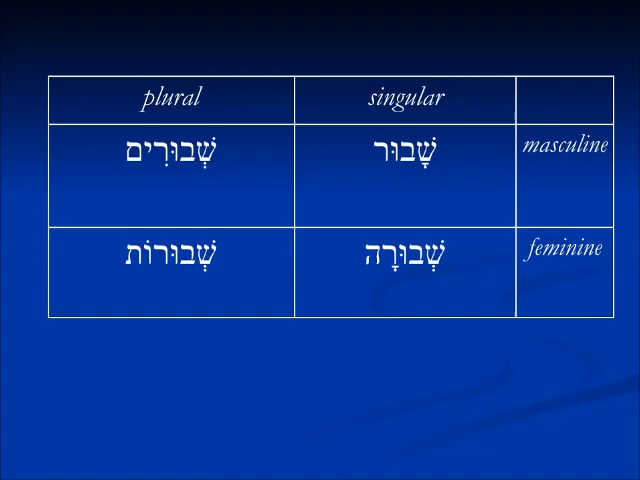 plural singular
שְׁבוּרִים שָׁבוּר masculine
שְׁבוּרוֹת שְׁבוּרָה feminine